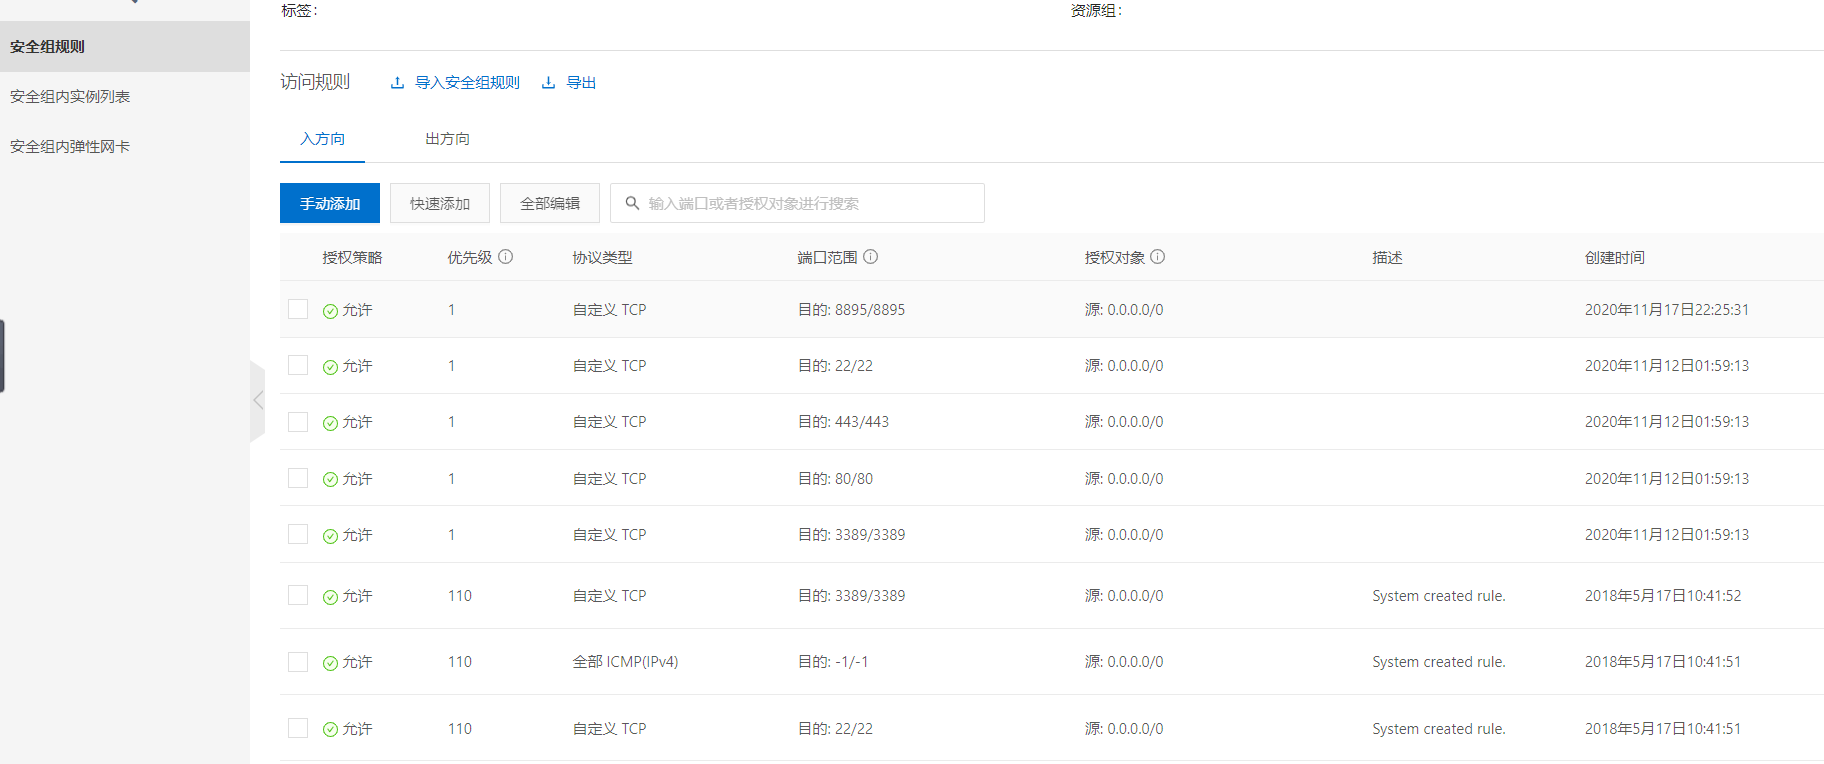 标签：
资源组：
安全组规则
安全组内实例列表
安全组内弹性网卡
访问规则 导入安全组规则 导出
入方向 出方向
手动添加 快速添加 全部编辑 输入端口或者授权对象进行搜索
授权策略 优先级 协议类型 端口范围 授权对象 描述 创建时间
允许 1 自定义 TCP 目的: 8895/8895 源: 0.0.0.0/0 2020年11月17日22:25:31
允许 1 自定义 TCP 目的: 22/22 源: 0.0.0.0/0 2020年11月12日01:59:13
允许 1 自定义 TCP 目的: 443/443 源: 0.0.0.0/0 2020年11月12日01:59:13
允许 1 自定义 TCP 目的: 80/80 源: 0.0.0.0/0 2020年11月12日01:59:13
允许 1 自定义 TCP 目的: 3389/3389 源: 0.0.0.0/0 2020年11月12日01:59:13
允许 110 自定义 TCP 目的: 3389/3389 源: 0.0.0.0/0 System created rule. 2018年5月17日10:41:52
允许 110 全部 ICMP(IPv4) 目的: -1/-1 源: 0.0.0.0/0 System created rule. 2018年5月17日10:41:51
允许 110 自定义 TCP 目的: 22/22 源: 0.0.0.0/0 System created rule. 2018年5月17日10:41:51